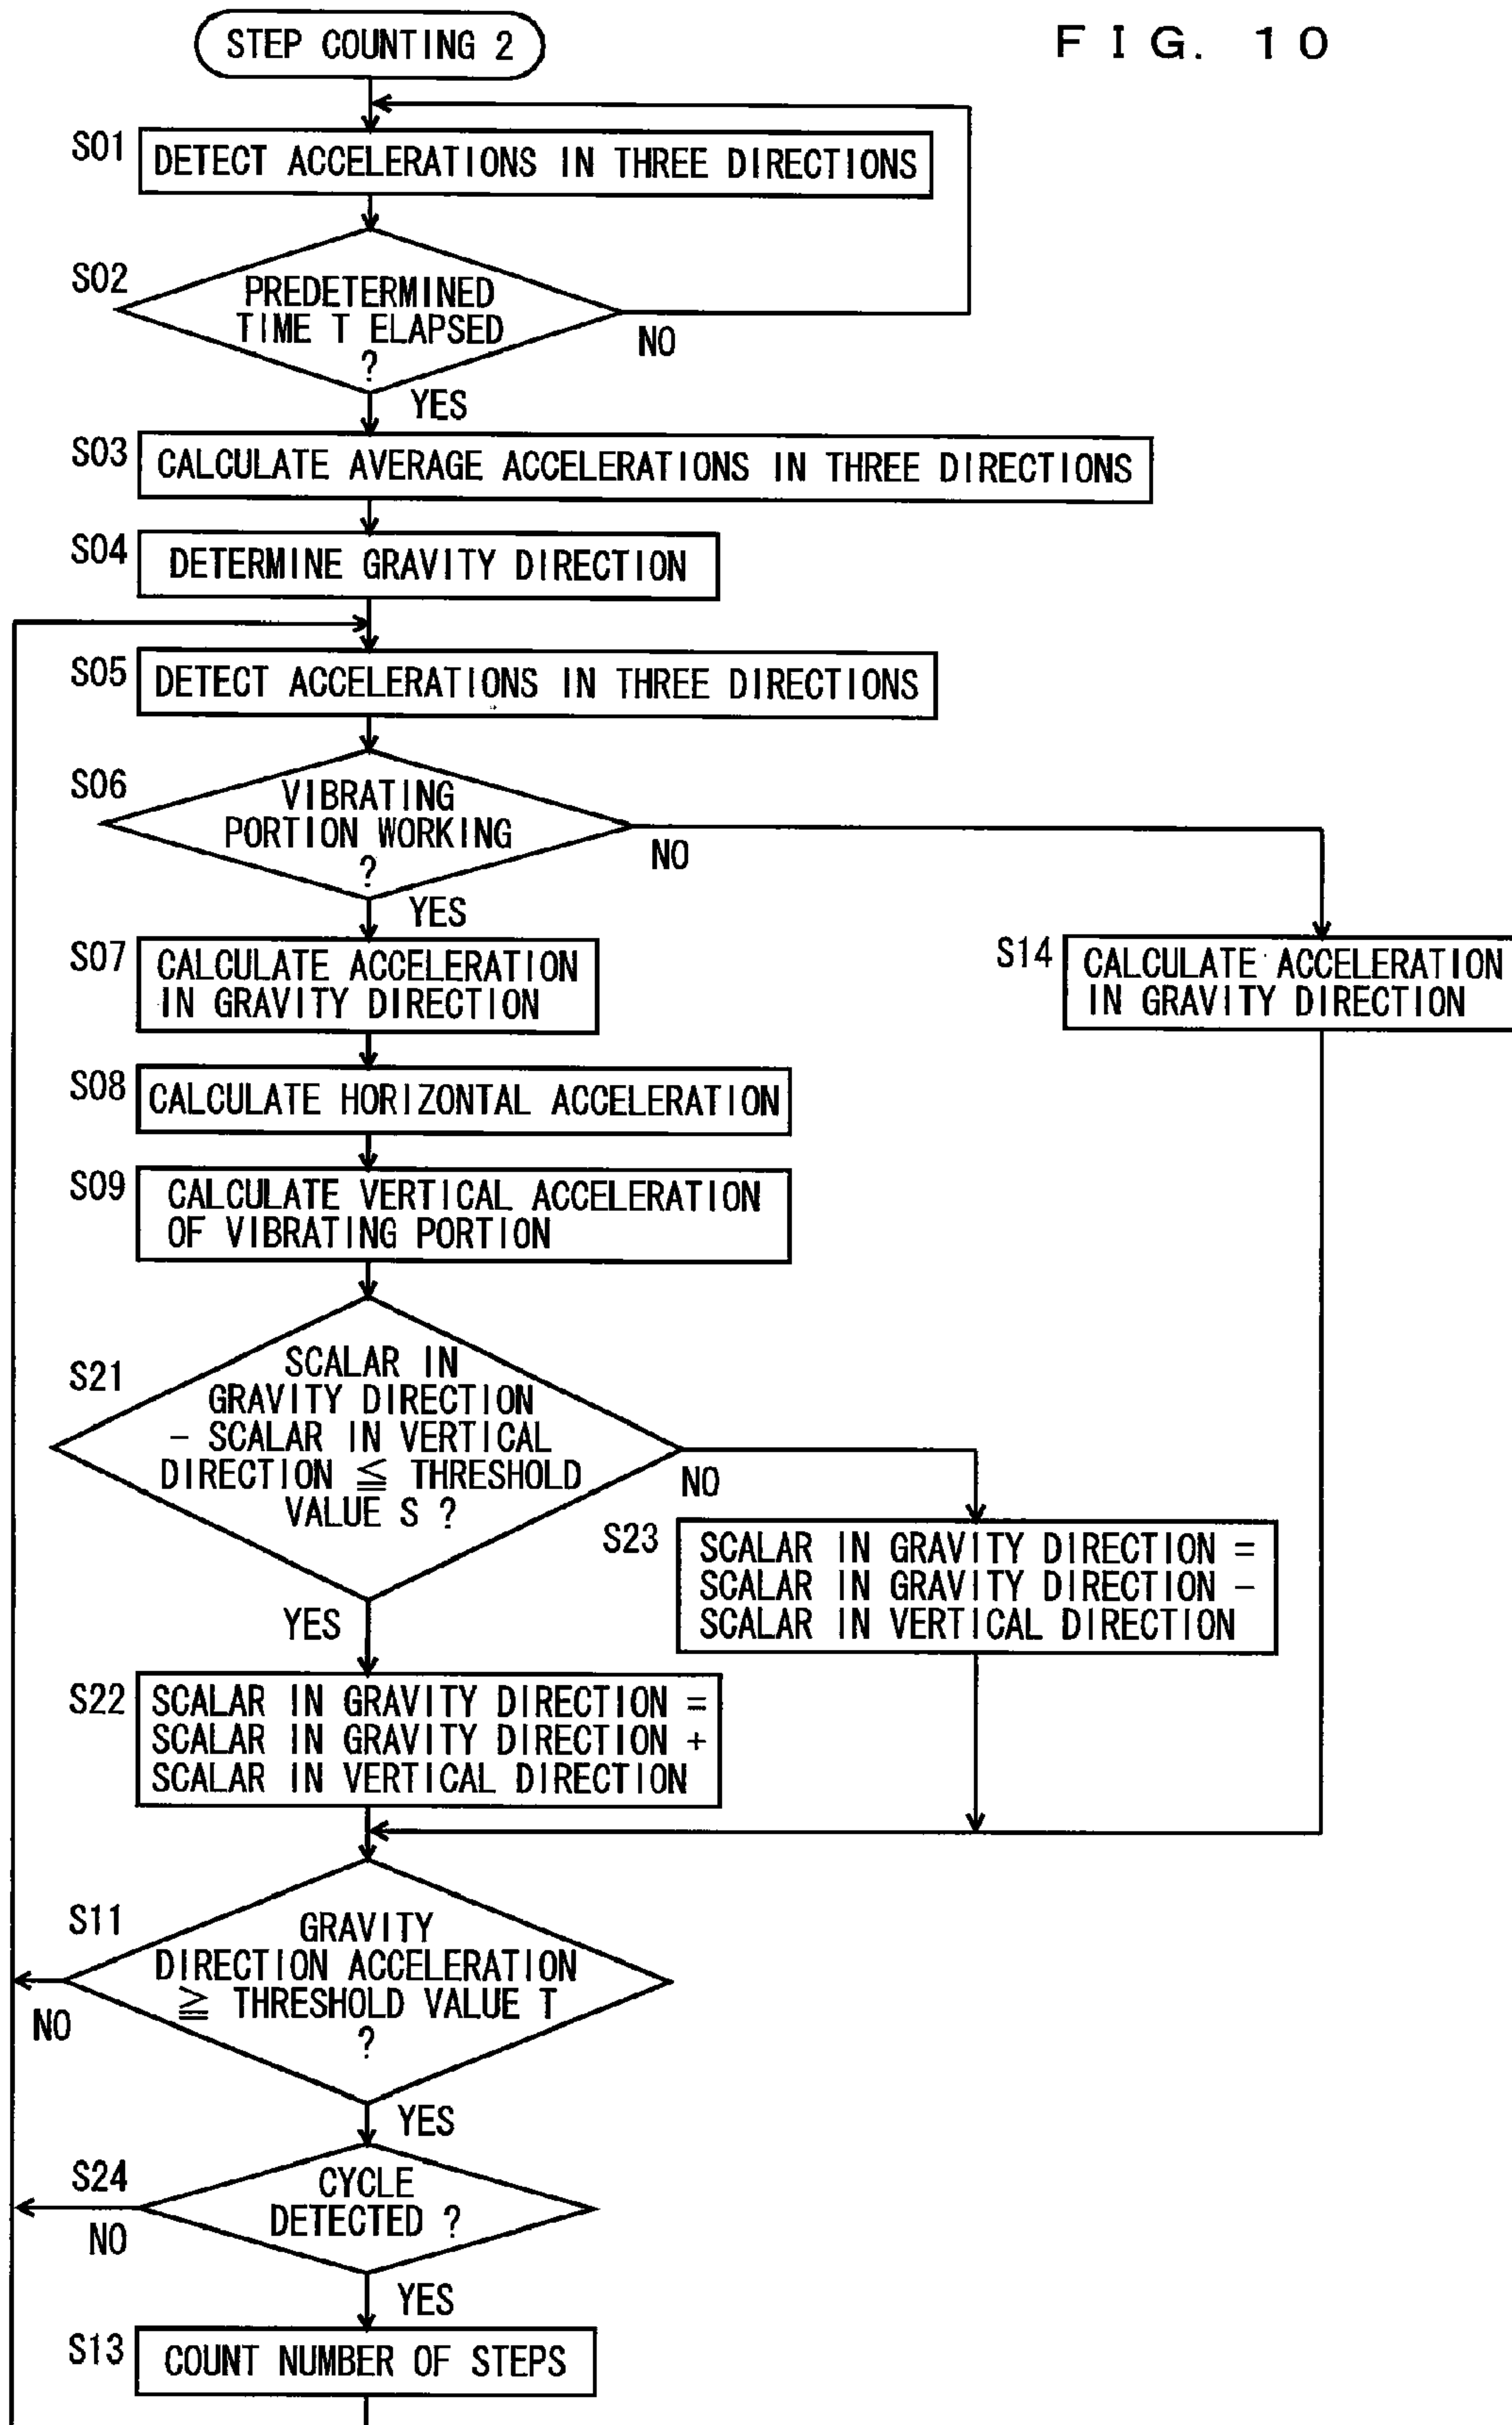 FIG. 10
STEP COUNTING 2
S01
DETECT ACCELERATIONS IN THREE DIRECTIONS
S02
PREDETERMINED
TIME T ELAPSED
?
NO
YES
S03
CALCULATE AVERAGE ACCELERATIONS IN THREE DIRECTIONS
S04
DETERMINE GRAVITY DIRECTION
S05
DETECT ACCELERATIONS IN THREE DIRECTIONS
S06
VIBRATING
PORTION WORKING
?
NO
YES
S07
CALCULATE ACCELERATION
IN GRAVITY DIRECTION
S14
CALCULATE ACCELERATION
IN GRAVITY DIRECTION
S08
CALCULATE HORIZONTAL ACCELERATION
S09
CALCULATE VERTICAL ACCELERATION
OF VIBRATING PORTION
S21
SCALAR IN
GRAVITY DIRECTION
- SCALAR IN VERTICAL
DIRECTION ≦ THRESHOLD
VALUE S ?
NO
YES
S23
SCALAR IN GRAVITY DIRECTION =
SCALAR IN GRAVITY DIRECTION -
SCALAR IN VERTICAL DIRECTION
S22
SCALAR IN GRAVITY DIRECTION =
SCALAR IN GRAVITY DIRECTION +
SCALAR IN VERTICAL DIRECTION
S11
GRAVITY
DIRECTION ACCELERATION
≧ THRESHOLD VALUE T
?
NO
YES
S24
CYCLE
DETECTED ?
NO
YES
S13
COUNT NUMBER OF STEPS